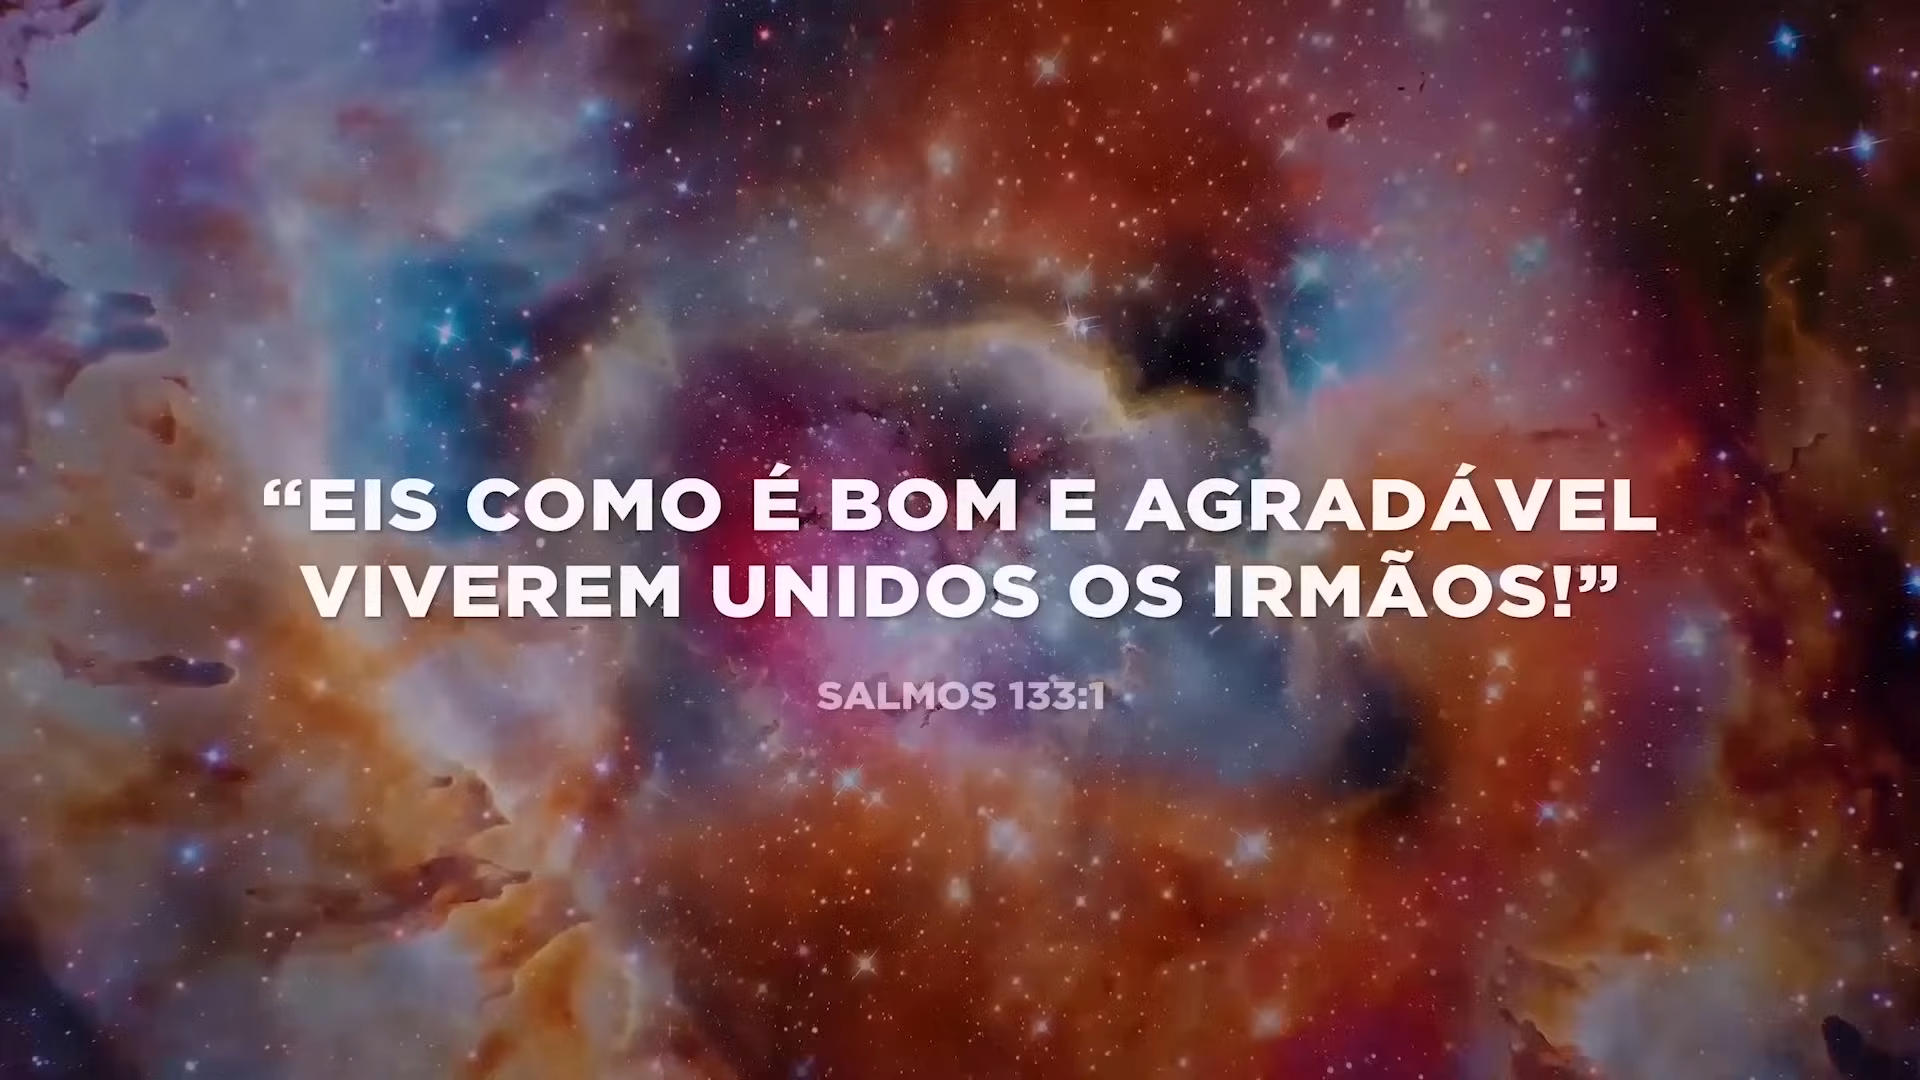 “EIS COMO É BOM E AGRADÁVEL
VIVEREM UNIDOS OS IRMÃOS!”
SALMOS 133:1